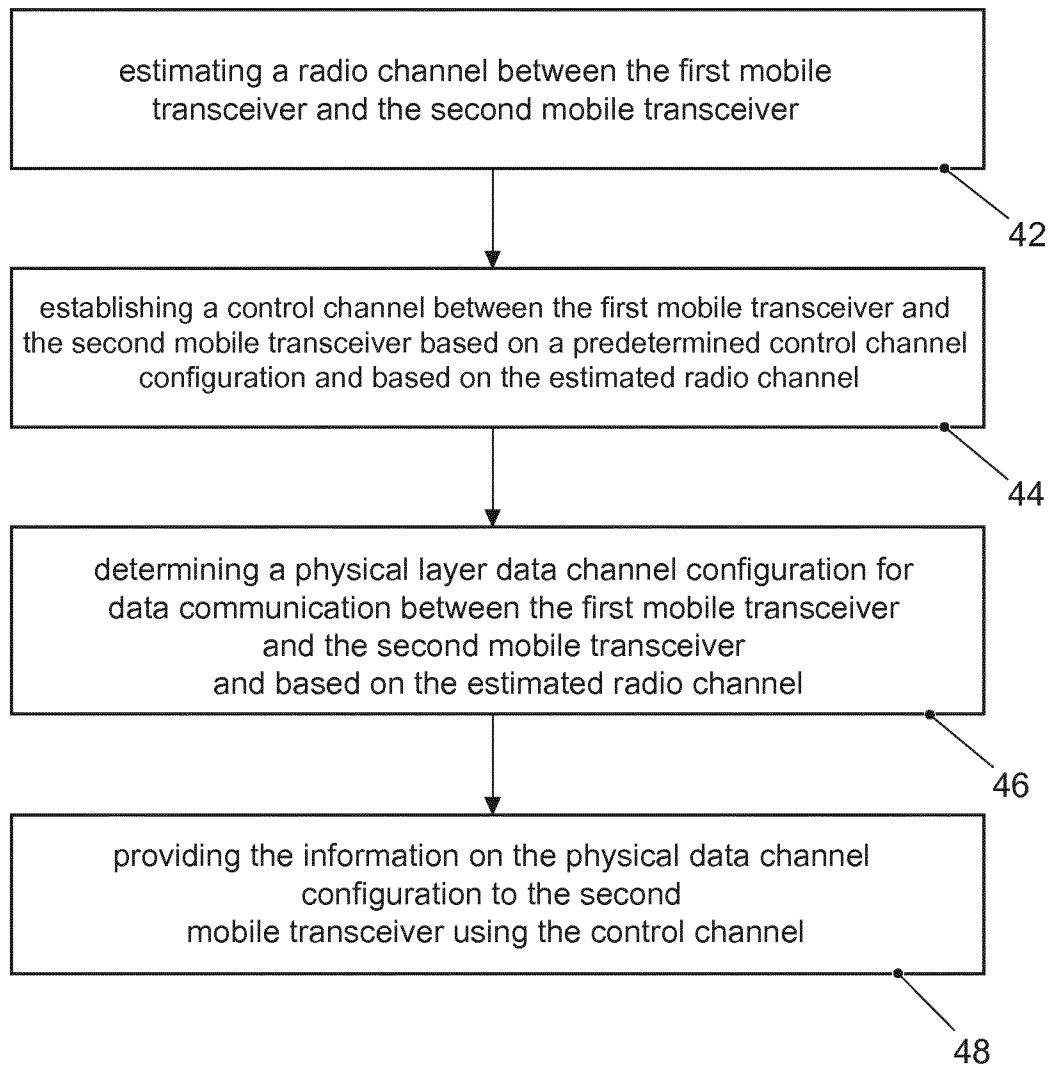 estimating a radio channel between the first mobile
transceiver and the second mobile transceiver
42
establishing a control channel between the first mobile transceiver and
the second mobile transceiver based on a predetermined control channel
configuration and based on the estimated radio channel
44
determining a physical layer data channel configuration for
data communication between the first mobile transceiver
and the second mobile transceiver
and based on the estimated radio channel
46
providing the information on the physical data channel
configuration to the second
mobile transceiver using the control channel
48